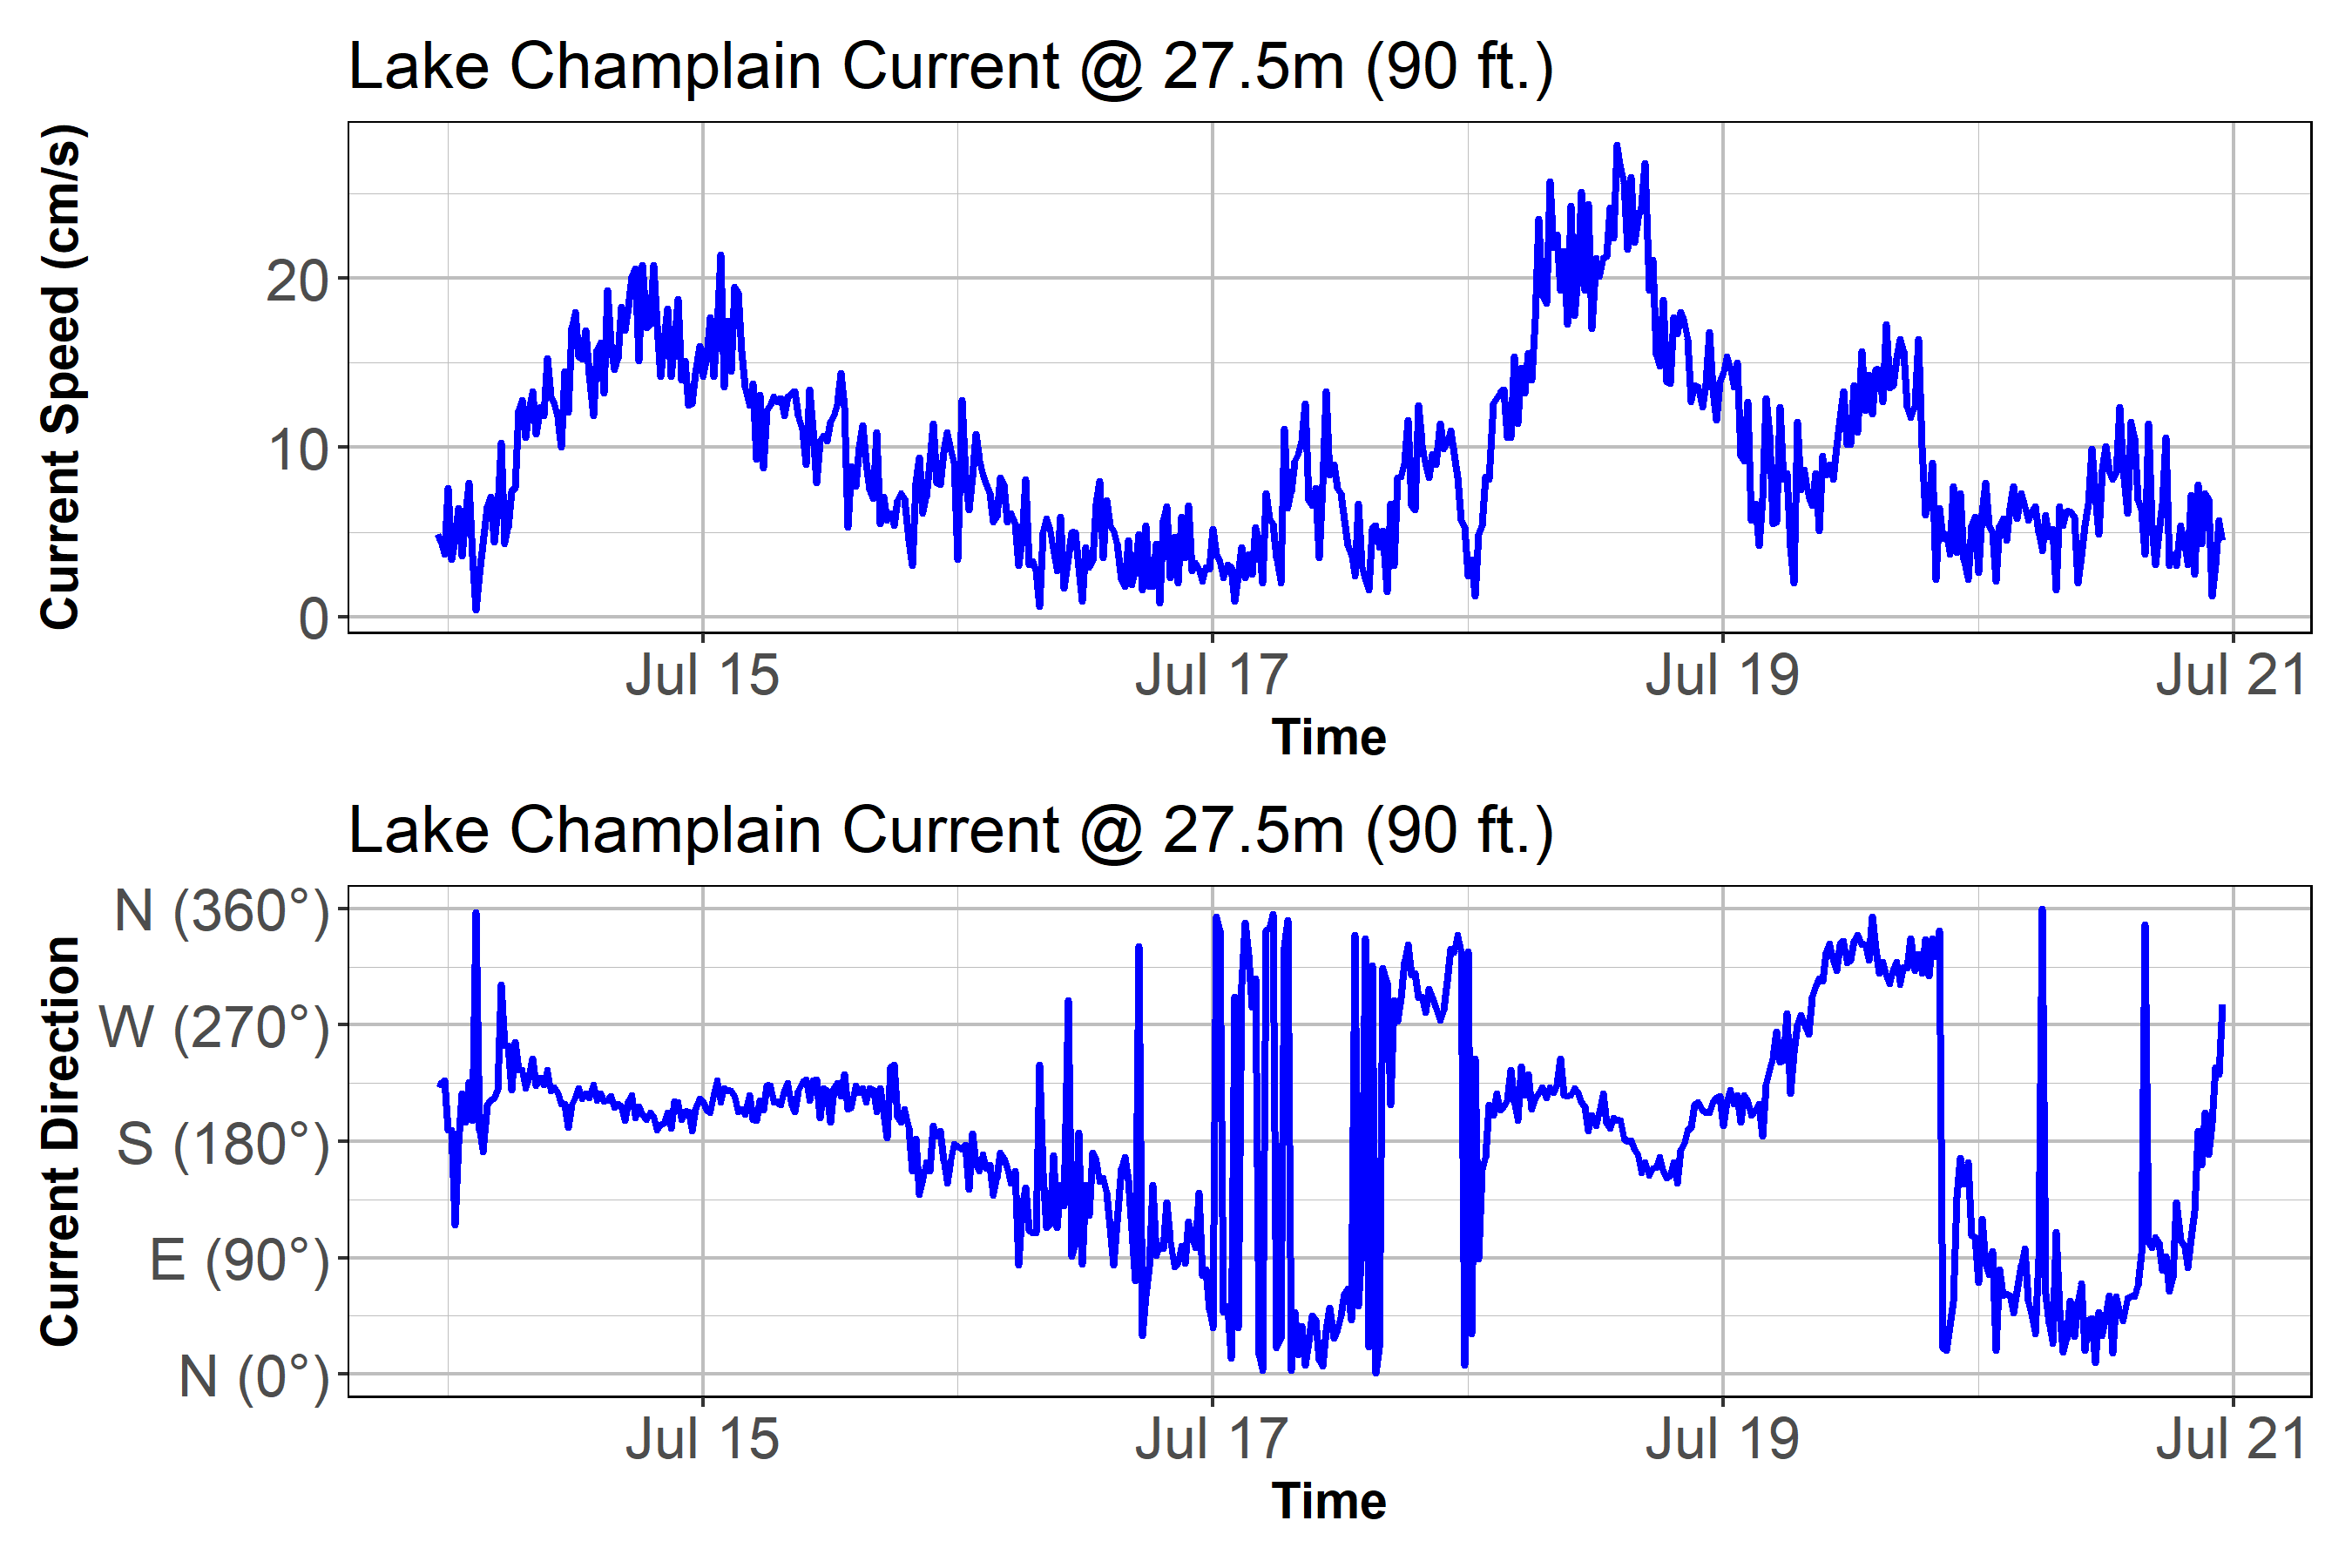 Lake Champlain Current @ 27.5m (90 ft.)
Current Speed (cm/s)
20
10
0
Jul 15 Jul 17 Jul 19 Jul 21
Time
Lake Champlain Current @ 27.5m (90 ft.)
Current Direction
N (360°)
W (270°)
S (180°)
E (90°)
N (0°)
Jul 15 Jul 17 Jul 19 Jul 21
Time